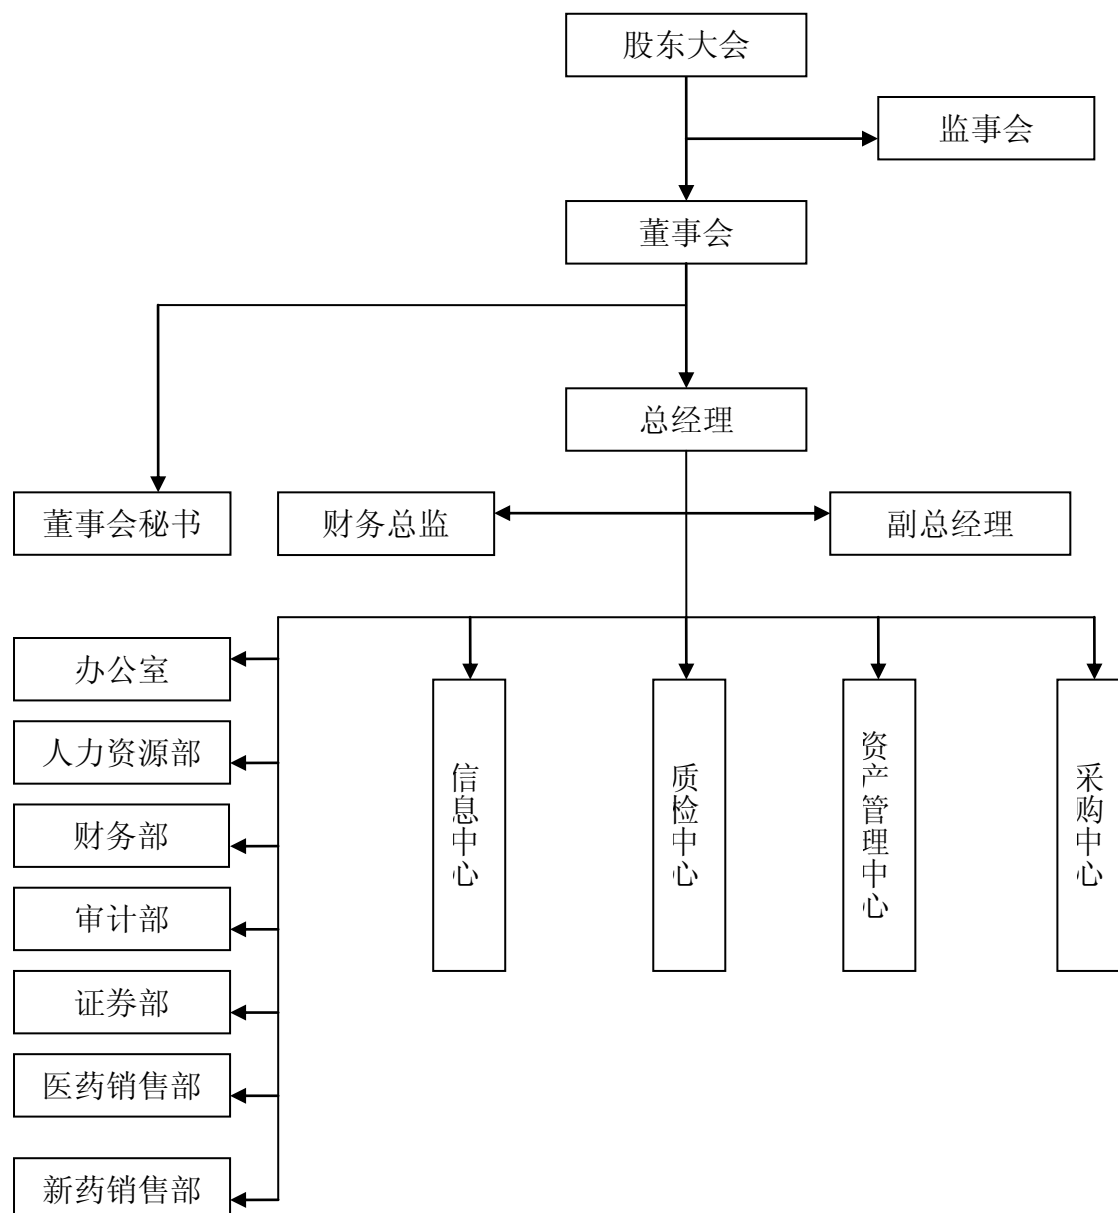 股东大会
监事会
董事会
总经理
董事会秘书
财务总监
副总经理
办公室
人力资源部
财务部
审计部
证券部
医药销售部
新药销售部
信息中心
质检中心
资产管理中心
采购中心